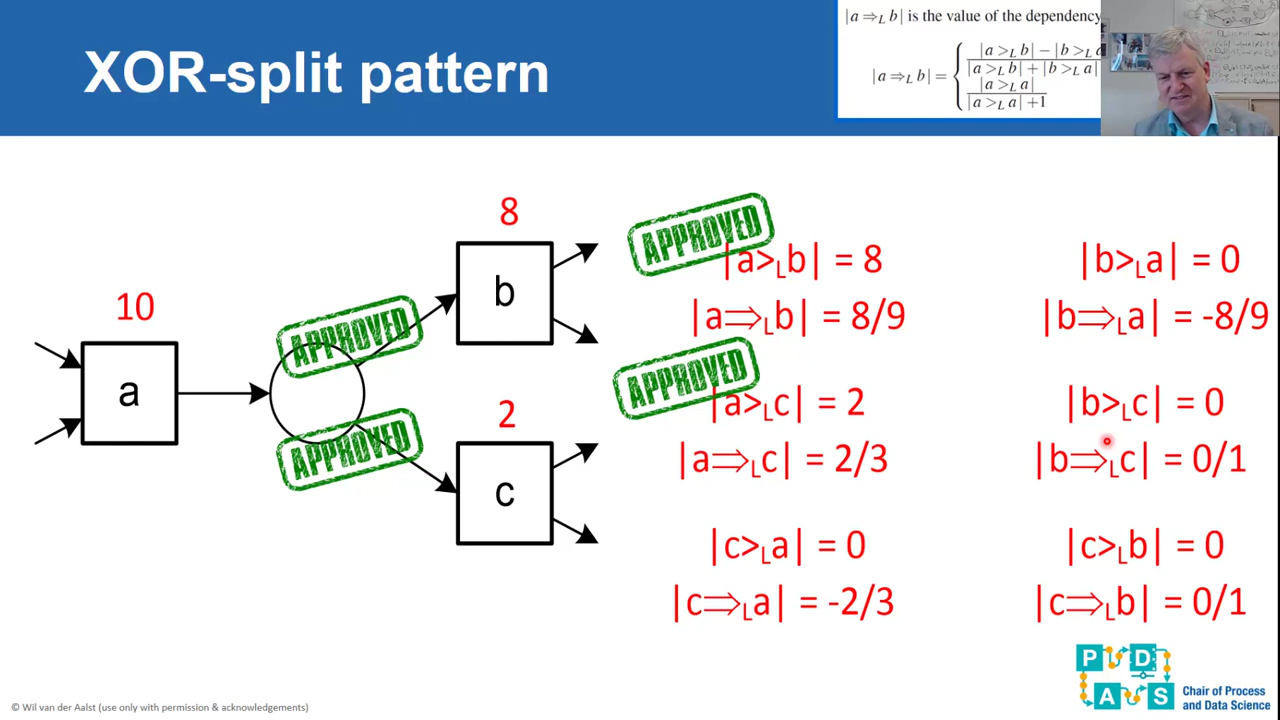 XOR-split pattern
|a ⇒L b| is the value of the dependency
|a ⇒L b| = { |a >L b| − |b >L a
|a >L b| + |b >L a|
|a >L a|
|a >L a| +1
8
10
2
a
b
c
APPROVED
APPROVED
APPROVED
|a>Lb| = 8
|b>La| = 0
|a⇒Lb| = 8/9
|b⇒La| = -8/9
APPROVED
|a>Lc| = 2
|b>Lc| = 0
|a⇒Lc| = 2/3
|b⇒Lc| = 0/1
|c>La| = 0
|c>Lb| = 0
|c⇒La| = -2/3
|c⇒Lb| = 0/1
P D
A S
Chair of Process
and Data Science
© Wil van der Aalst (use only with permission & acknowledgements)